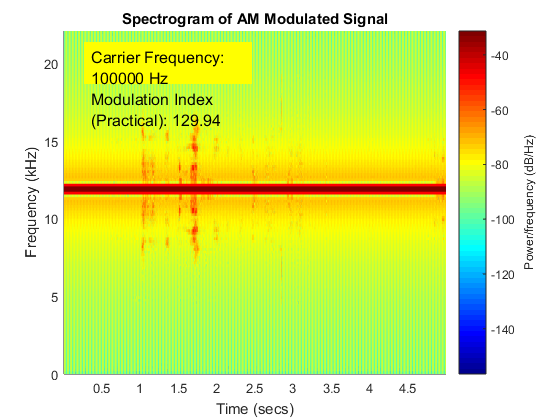 Spectrogram of AM Modulated Signal
Carrier Frequency:
100000 Hz
Modulation Index
(Practical): 129.94
20
15
10
5
0
Frequency (kHz)
0.5 1 1.5 2 2.5 3 3.5 4 4.5
Time (secs)
-40
-60
-80
-100
-120
-140
Power/frequency (dB/Hz)